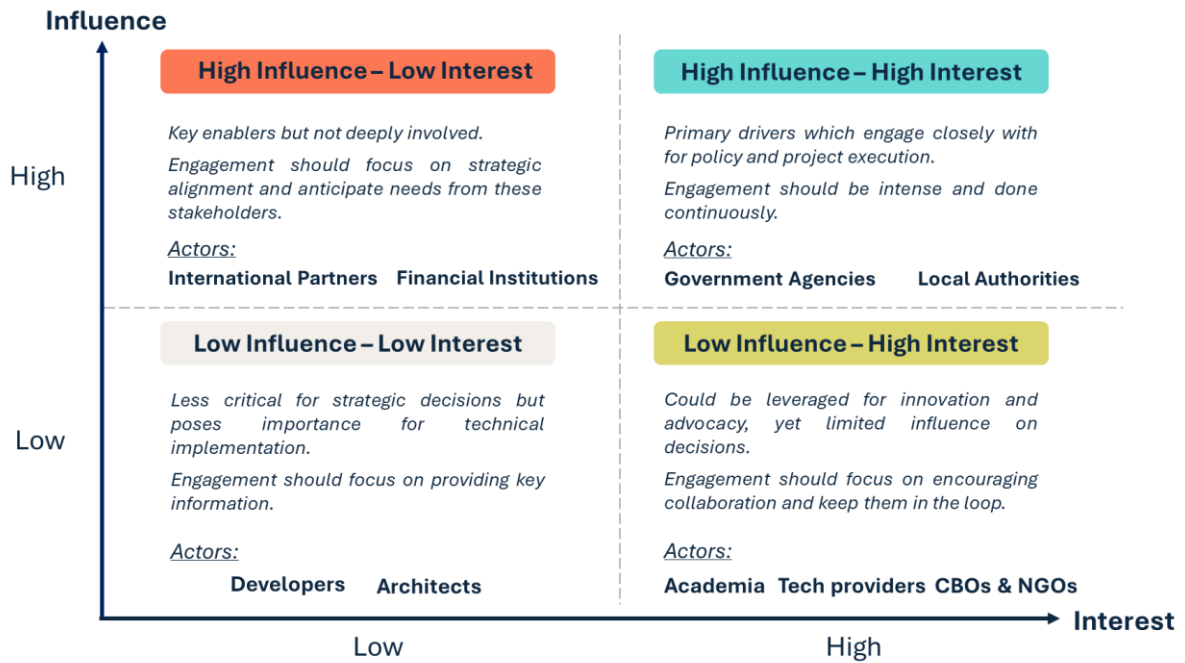 Influence
High Influence – Low Interest
Key enablers but not deeply involved.
Engagement should focus on strategic
alignment and anticipate needs from these
stakeholders.
Actors:
International Partners Financial Institutions
High Influence – High Interest
Primary drivers which engage closely with
for policy and project execution.
Engagement should be intense and done
continuously.
Actors:
Government Agencies Local Authorities
High
Low Influence – Low Interest
Less critical for strategic decisions but
poses importance for technical
implementation.
Engagement should focus on providing key
information.
Actors:
Developers Architects
Low Influence – High Interest
Could be leveraged for innovation and
advocacy, yet limited influence on
decisions.
Engagement should focus on encouraging
collaboration and keep them in the loop.
Actors:
Academia Tech providers CBOs & NGOs
Low
Interest
Low High